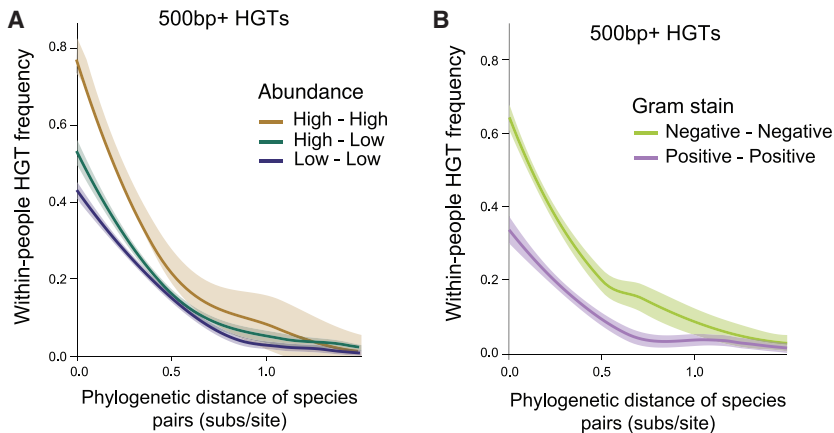 A
500bp+ HGTs
Within-people HGT frequency
0.8
0.6
0.4
0.2
0.0
Abundance
High - High
High - Low
Low - Low
0.0
0.5
1.0
Phylogenetic distance of species
pairs (subs/site)
B
500bp+ HGTs
Within-people HGT frequency
0.8
0.6
0.4
0.2
0.0
Gram stain
Negative - Negative
Positive - Positive
0.0
0.5
1.0
Phylogenetic distance of species
pairs (subs/site)